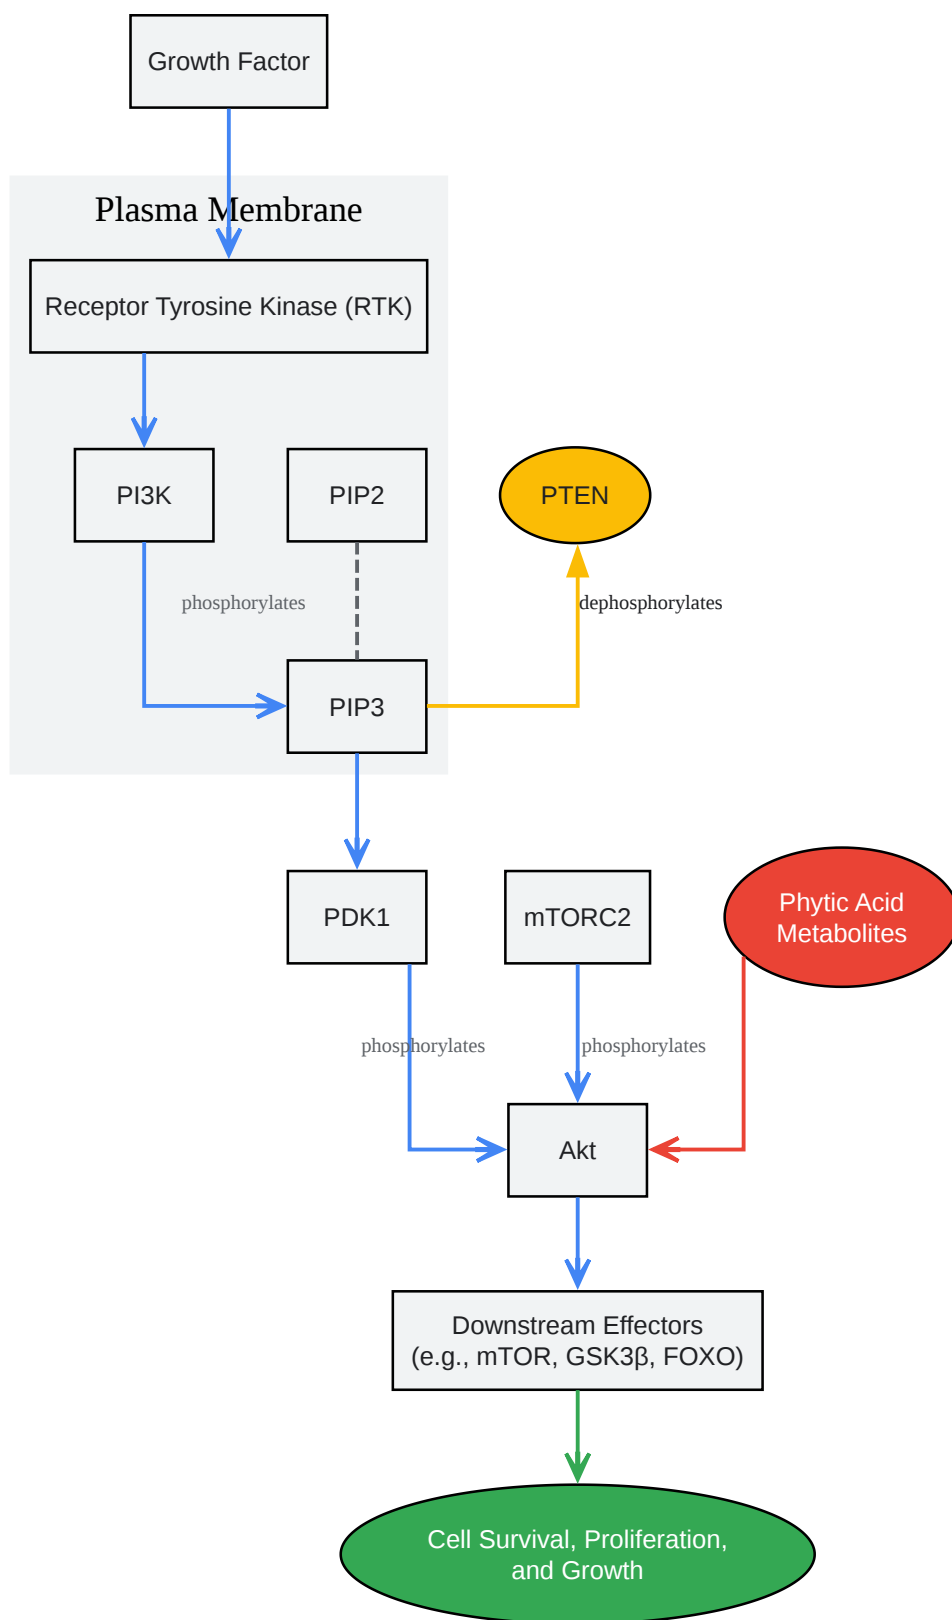 Growth Factor
Plasma Membrane
Receptor Tyrosine Kinase (RTK)
PI3K
PIP2
PTEN
phosphorylates
dephosphorylates
PIP3
PDK1
mTORC2
Phytic Acid
Metabolites
phosphorylates
phosphorylates
Akt
Downstream Effectors
(e.g., mTOR, GSK3β, FOXO)
Cell Survival, Proliferation,
and Growth